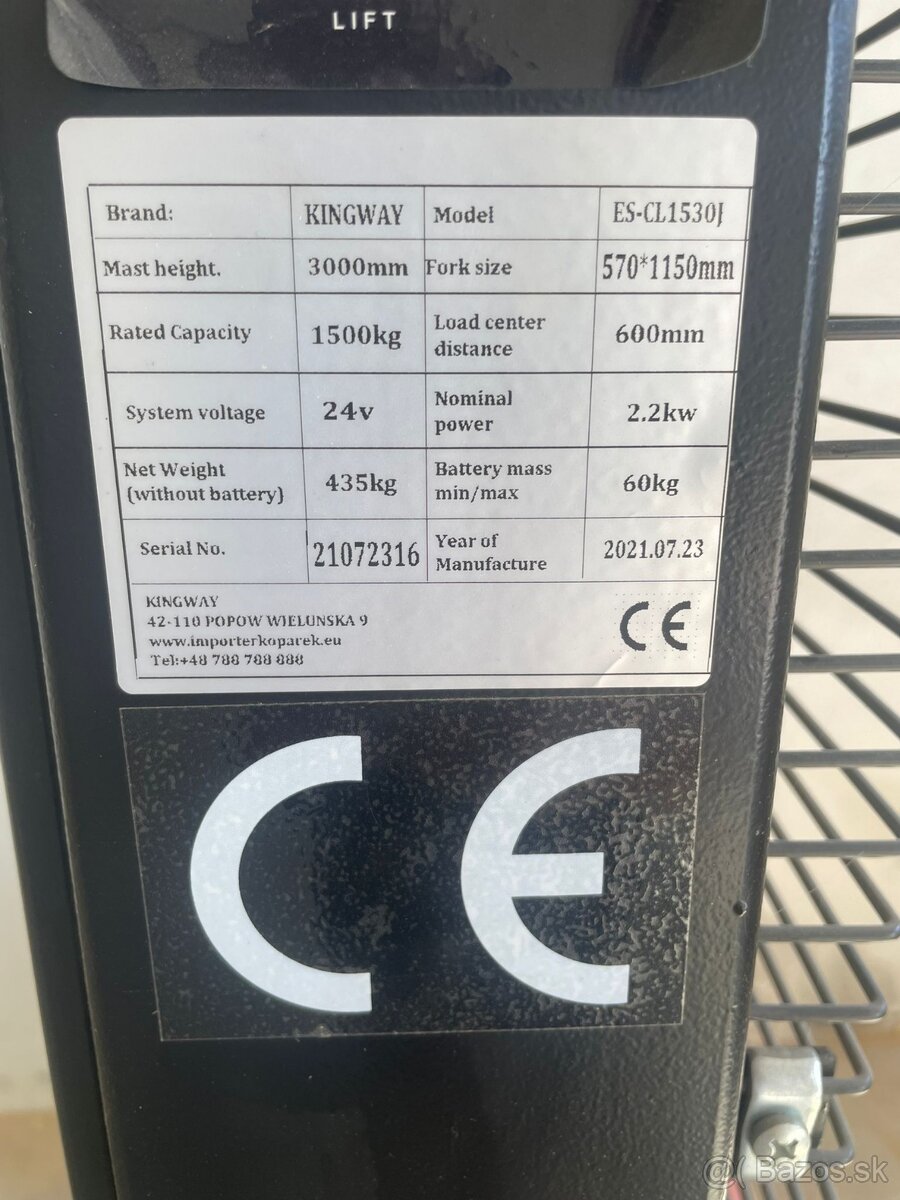 LIFT
Brand: KINGWAY Model ES-CL1530J
Mast height. 3000mm Fork size 570*1150mm
Rated Capacity 1500kg Load center
distance 600mm
System voltage 24v Nominal
power 2.2kw
Net Weight
(without battery) 435kg Battery mass
min/max 60kg
Serial No. 21072316 Year of
Manufacture 2021.07.23
KINGWAY
42-110 POPOW WIELUNSKA 9
www.importerkoparek.eu
Tel:+48 788 788 888
CE
CE
@( Bazos.sk